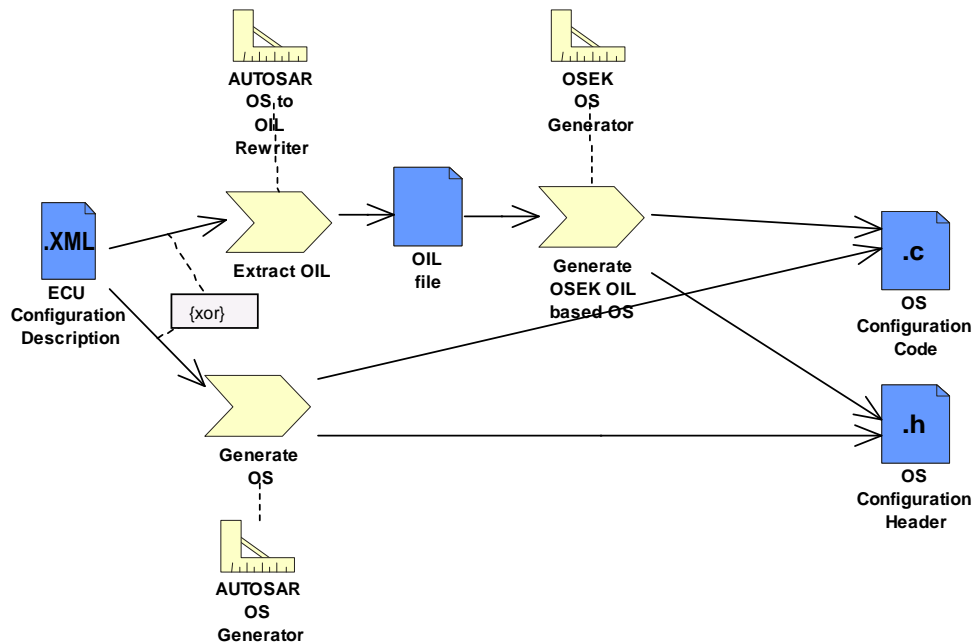 AUTOSAR
OS to
OIL
Rewriter
OSEK
OS
Generator
.XML
ECU
Configuration
Description
Extract OIL
OIL
file
Generate
OSEK OIL
based OS
.c
OS
Configuration
Code
{xor}
Generate
OS
.h
OS
Configuration
Header
AUTOSAR
OS
Generator